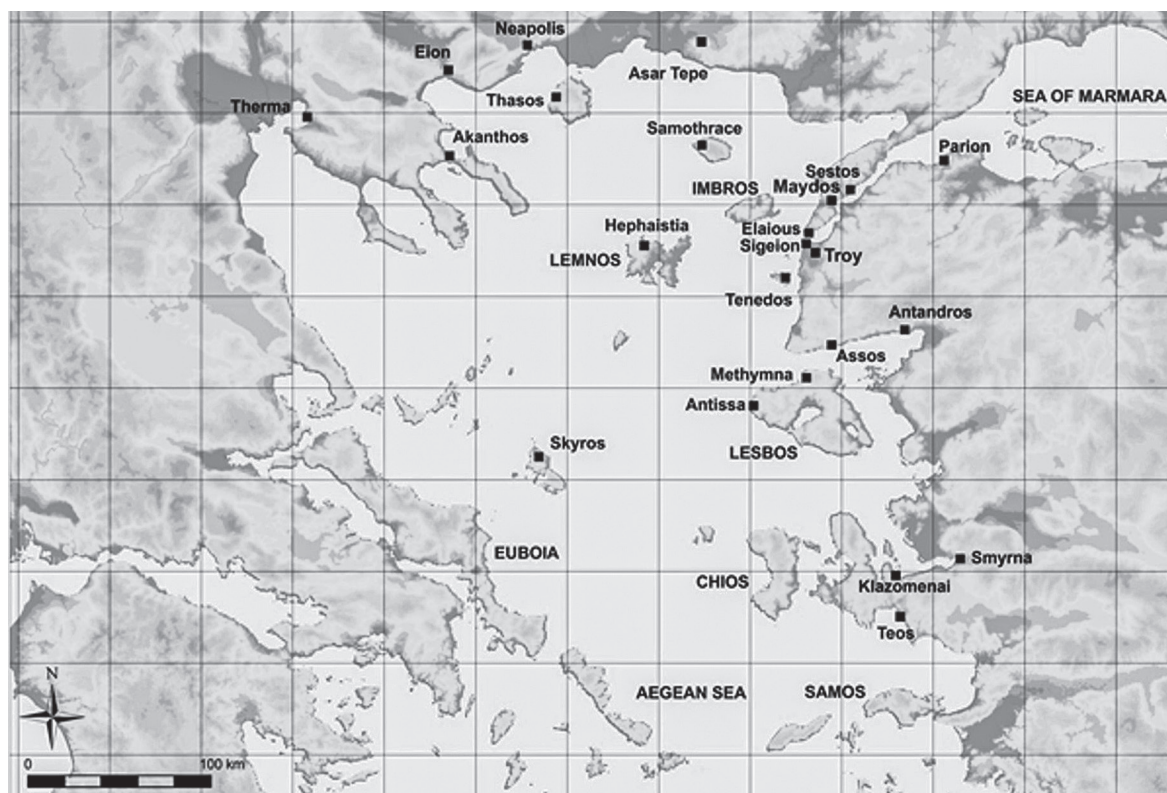 Neapolis
Eion
Asar Tepe
SEA OF MARMARA
Therma
Thasos
Akanthos
Samothrace
Parion
Sestos
IMBROS
Maydos
Hephaistia
Elaious
LEMNOS
Sigeion
Troy
Tenedos
Antandros
Assos
Methymna
Antissa
Skyros
LESBOS
EUBOIA
Smyrna
CHIOS
Klazomenai
Teos
N
AEGEAN SEA
SAMOS
0
100 km